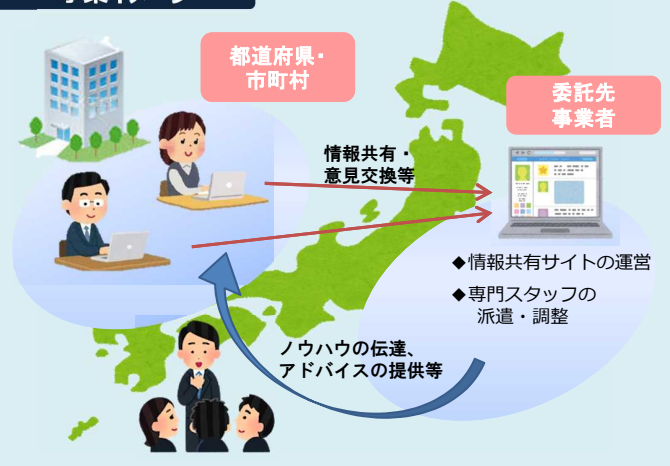 都道府県・
市町村
委託先
事業者
情報共有・
意見交換等
◆情報共有サイトの運営
◆専門スタッフの
派遣・調整
ノウハウの伝達、
アドバイスの提供等